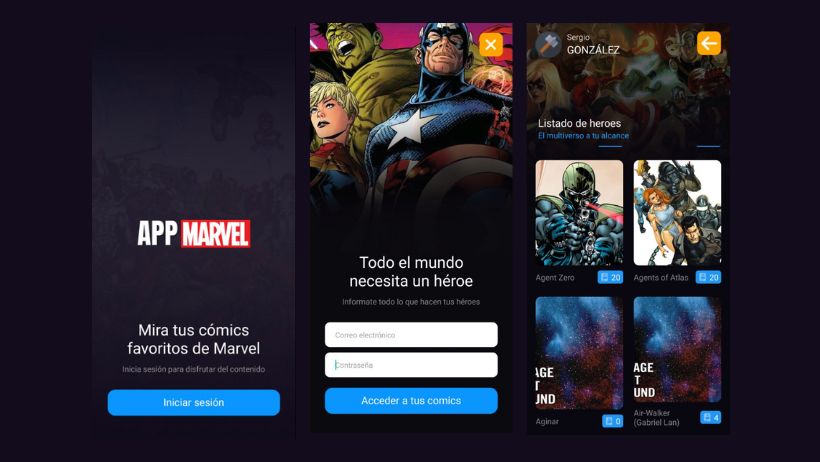 APP MARVEL
Mira tus cómics
favoritos de Marvel
Inicia sesión para disfrutar del contenido
Iniciar sesión
Todo el mundo
necesita un héroe
Informate todo lo que hacen tus héroes
Correo electrónico
Contraseña
Acceder a tus comics
Sergio
GONZÁLEZ
Listado de heroes
El multiverso a tu alcance
Agent Zero
20
Agents of Atlas
20
AGE
T
UND
Aginar
0
AGE
T
UND
Air-Walker
(Gabriel Lan)
4